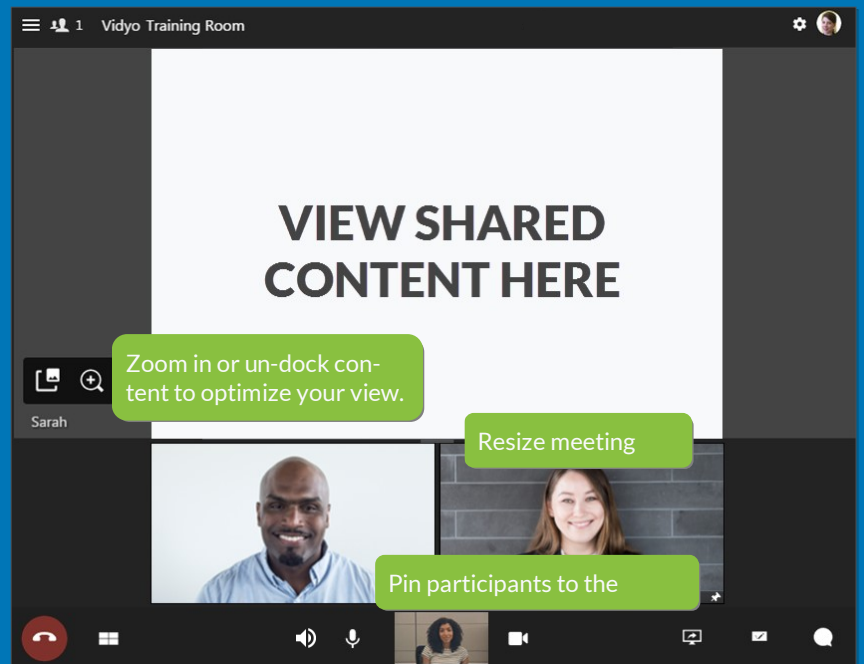 1 Vidyo Training Room
VIEW SHARED
CONTENT HERE
Zoom in or un-dock con-
tent to optimize your view.
Sarah
Resize meeting
Pin participants to the